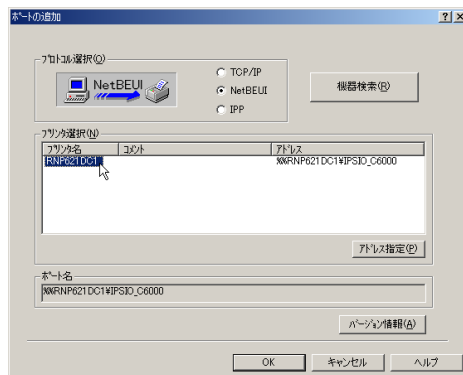 ポートの追加
プロトコル選択(O)
NetBEUI
TCP/IP
NetBEUI
IPP
機器検索(R)
プリンタ選択(N)
プリンタ名 コメント アドレス
RNP621DC1 %%RNP621DC1¥IPSIO_C6000
アドレス指定(P)
ポート名
%%RNP621DC1¥IPSIO_C6000
バージョン情報(A)
OK キャンセル ヘルプ